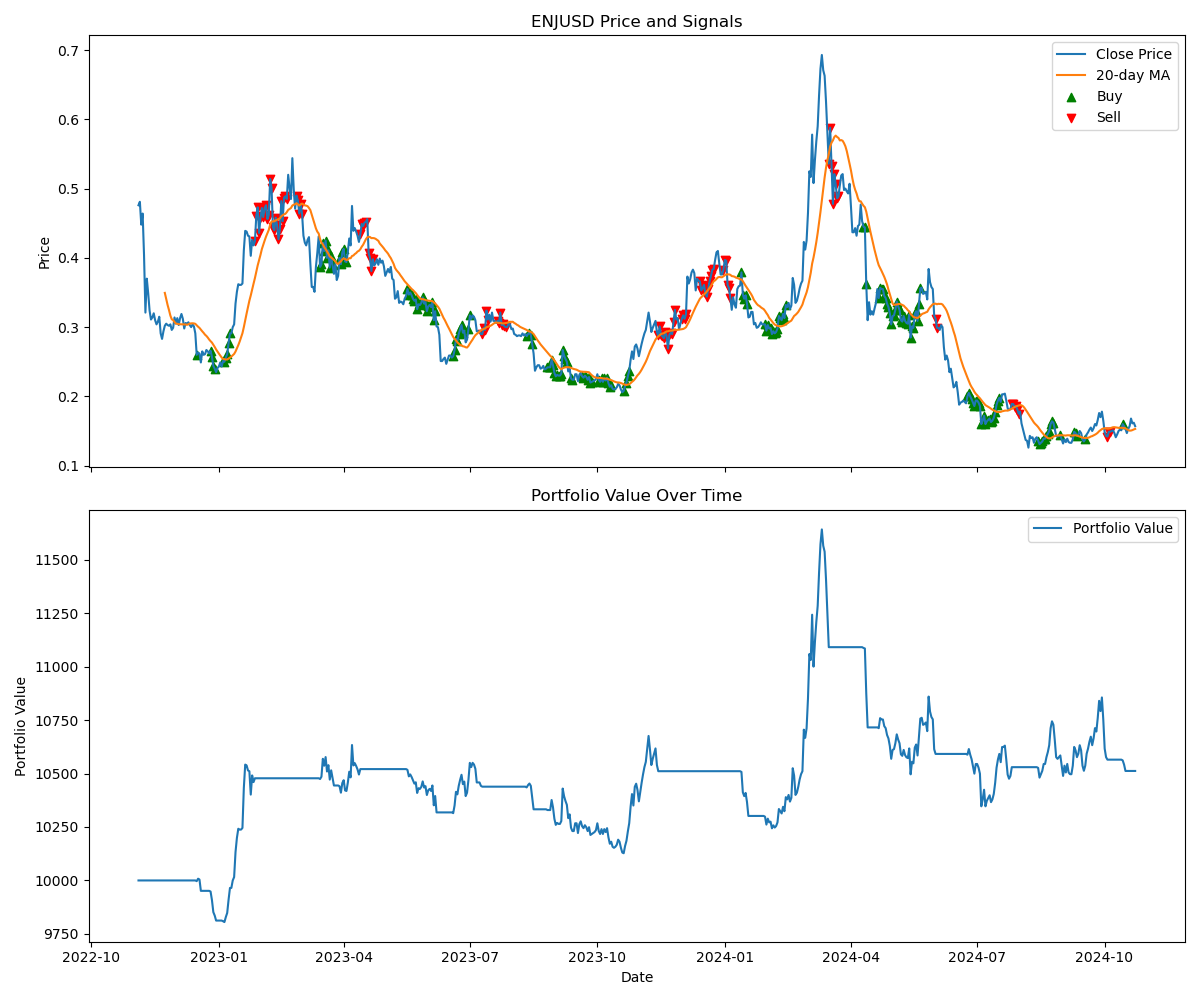 ENJUSD Price and Signals
Close Price
20-day MA
Buy
Sell
Price
0.7
0.6
0.5
0.4
0.3
0.2
0.1
Portfolio Value Over Time
Portfolio Value
Portfolio Value
11500
11250
11000
10750
10500
10250
10000
9750
2022-10 2023-01 2023-04 2023-07 2023-10 2024-01 2024-04 2024-07 2024-10
Date